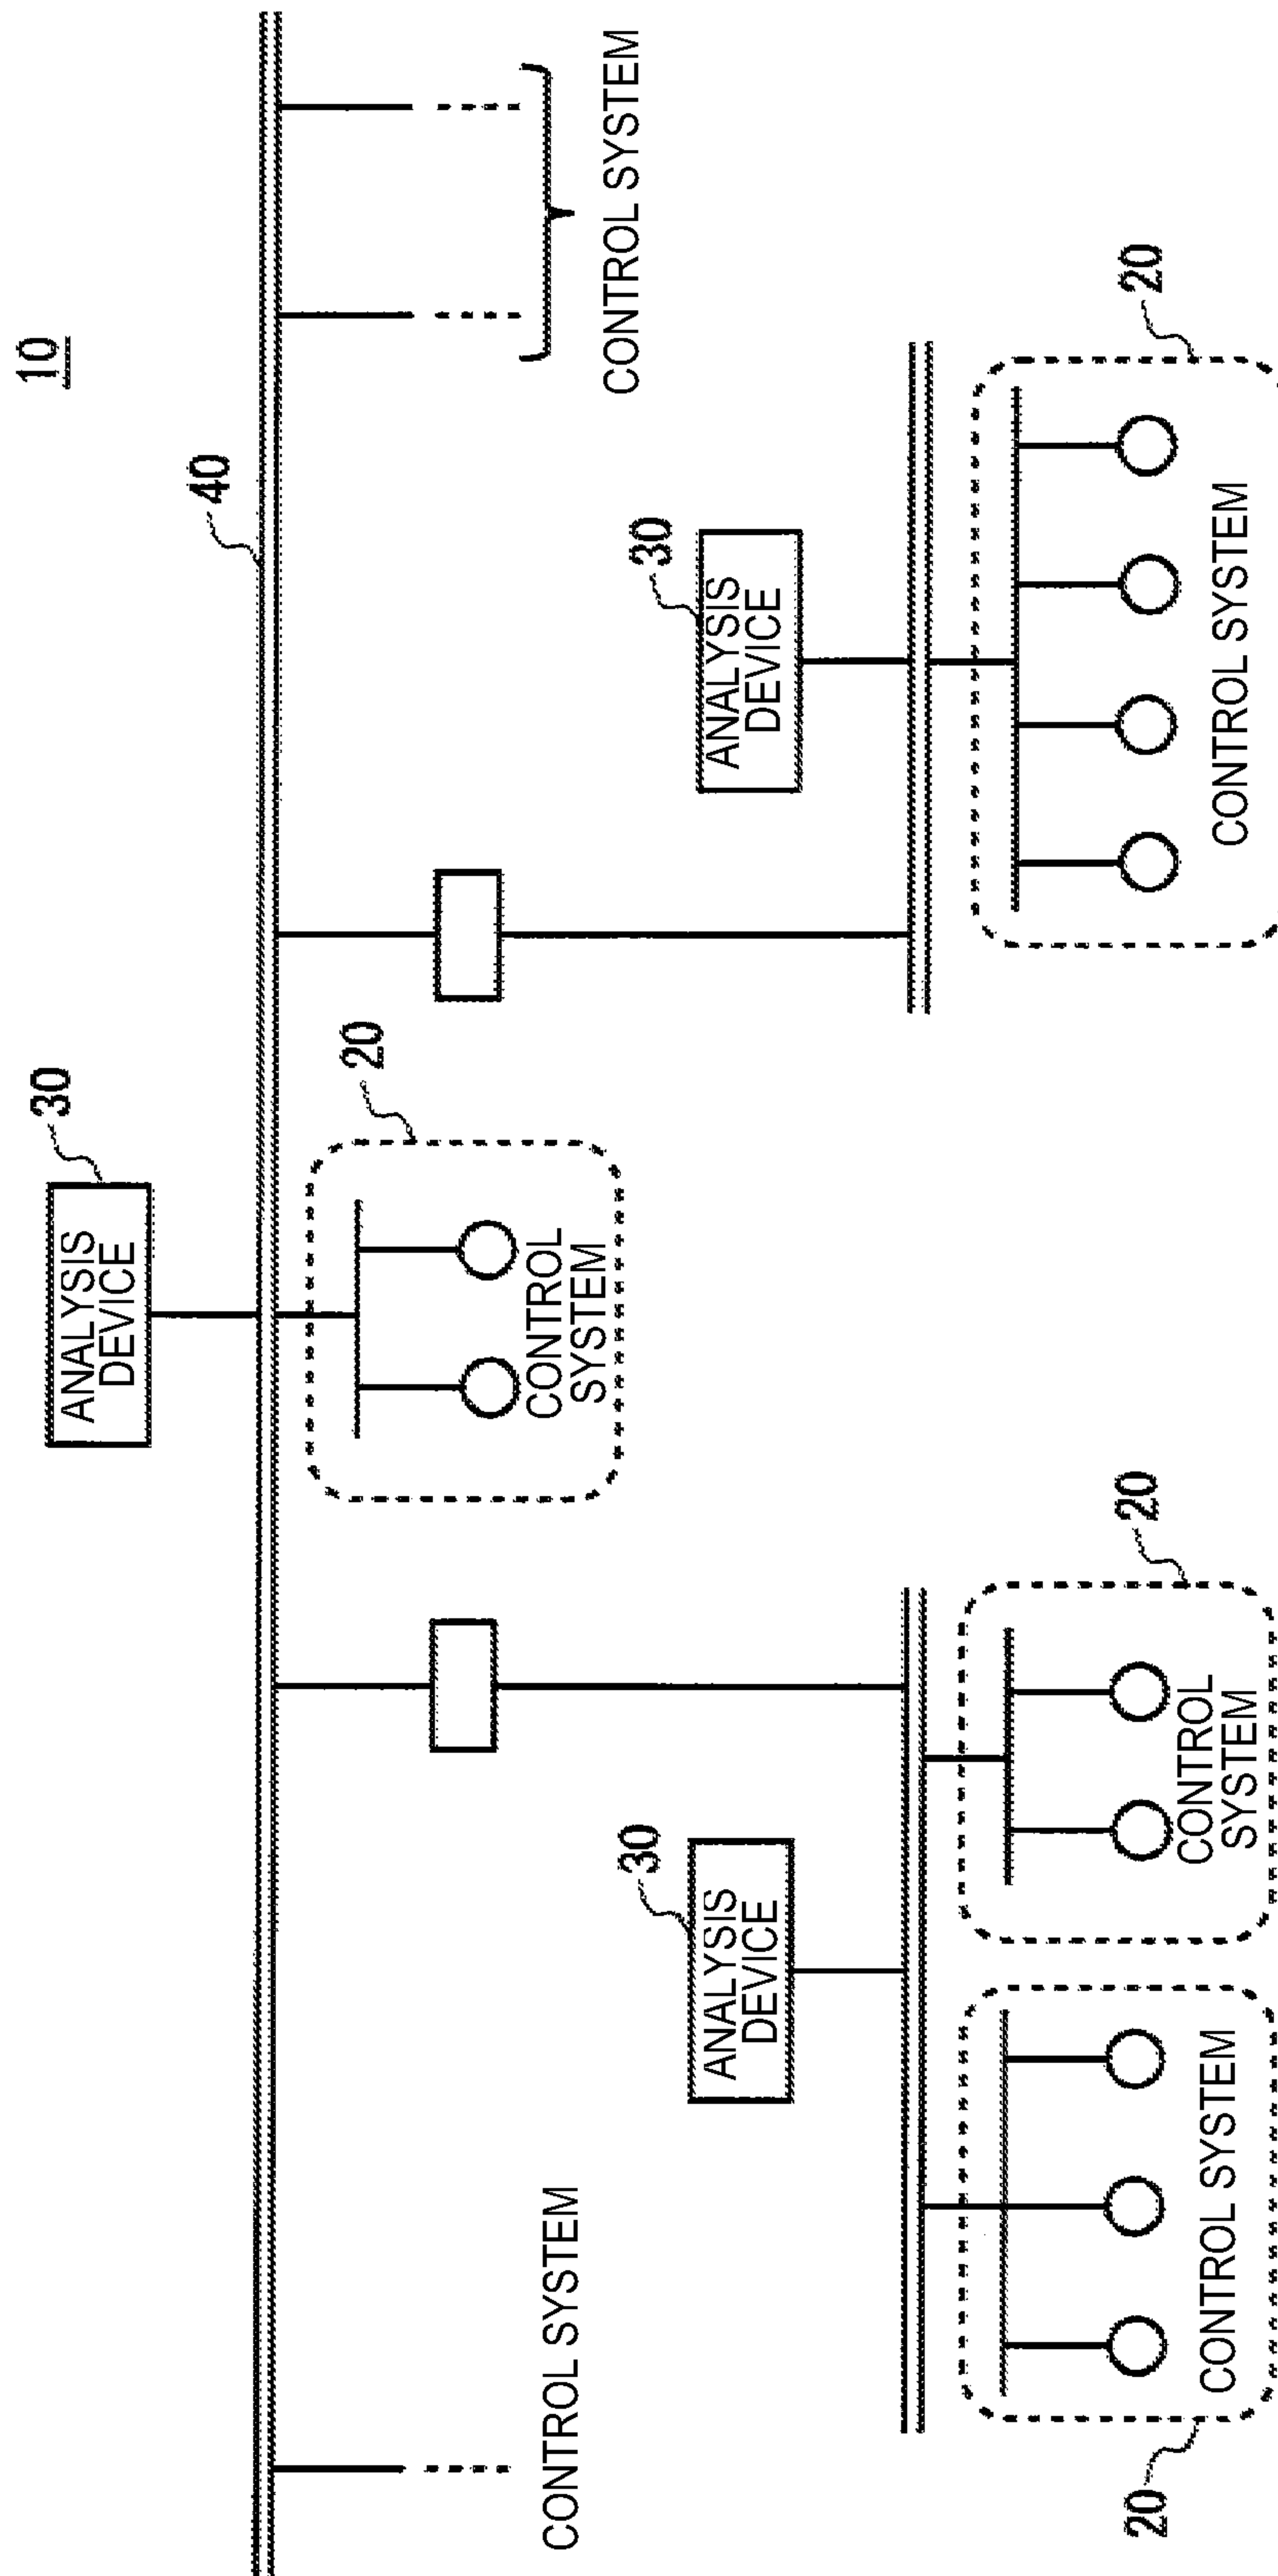 10
40
30
ANALYSIS
DEVICE
20
CONTROL
SYSTEM
CONTROL SYSTEM
CONTROL SYSTEM
30
ANALYSIS
DEVICE
30
ANALYSIS
DEVICE
20
CONTROL SYSTEM
20
CONTROL
SYSTEM
20
CONTROL SYSTEM